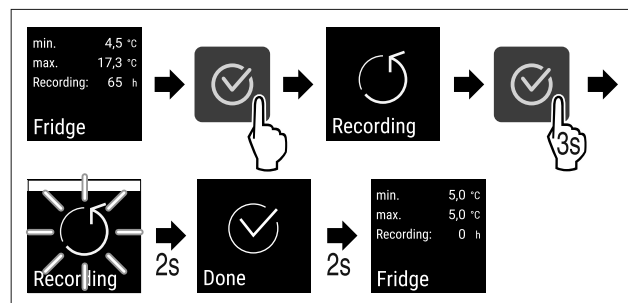 min. 4,5 °C
max. 17,3 °C
Recording: 65 h
Fridge
Recording
3s
Recording
2s
Done
2s
min. 5,0 °C
max. 5,0 °C
Recording: 0 h
Fridge